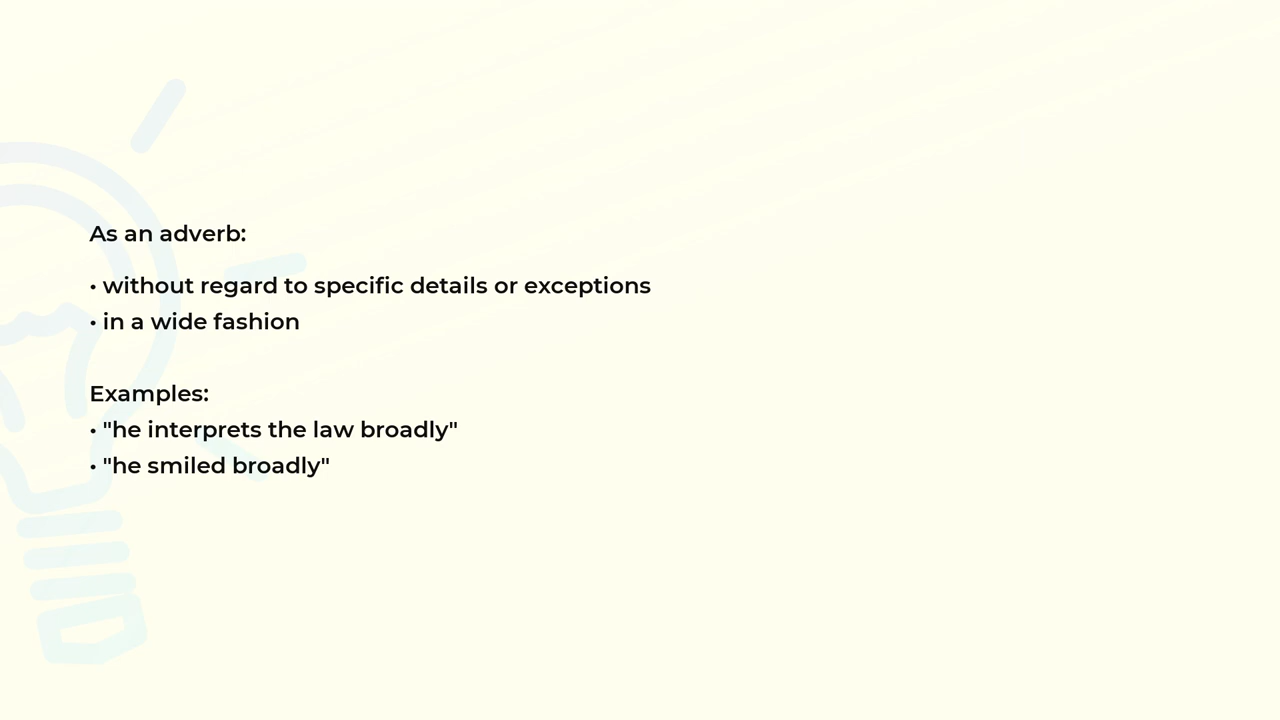 As an adverb:
• without regard to specific details or exceptions
• in a wide fashion
Examples:
• "he interprets the law broadly"
• "he smiled broadly"